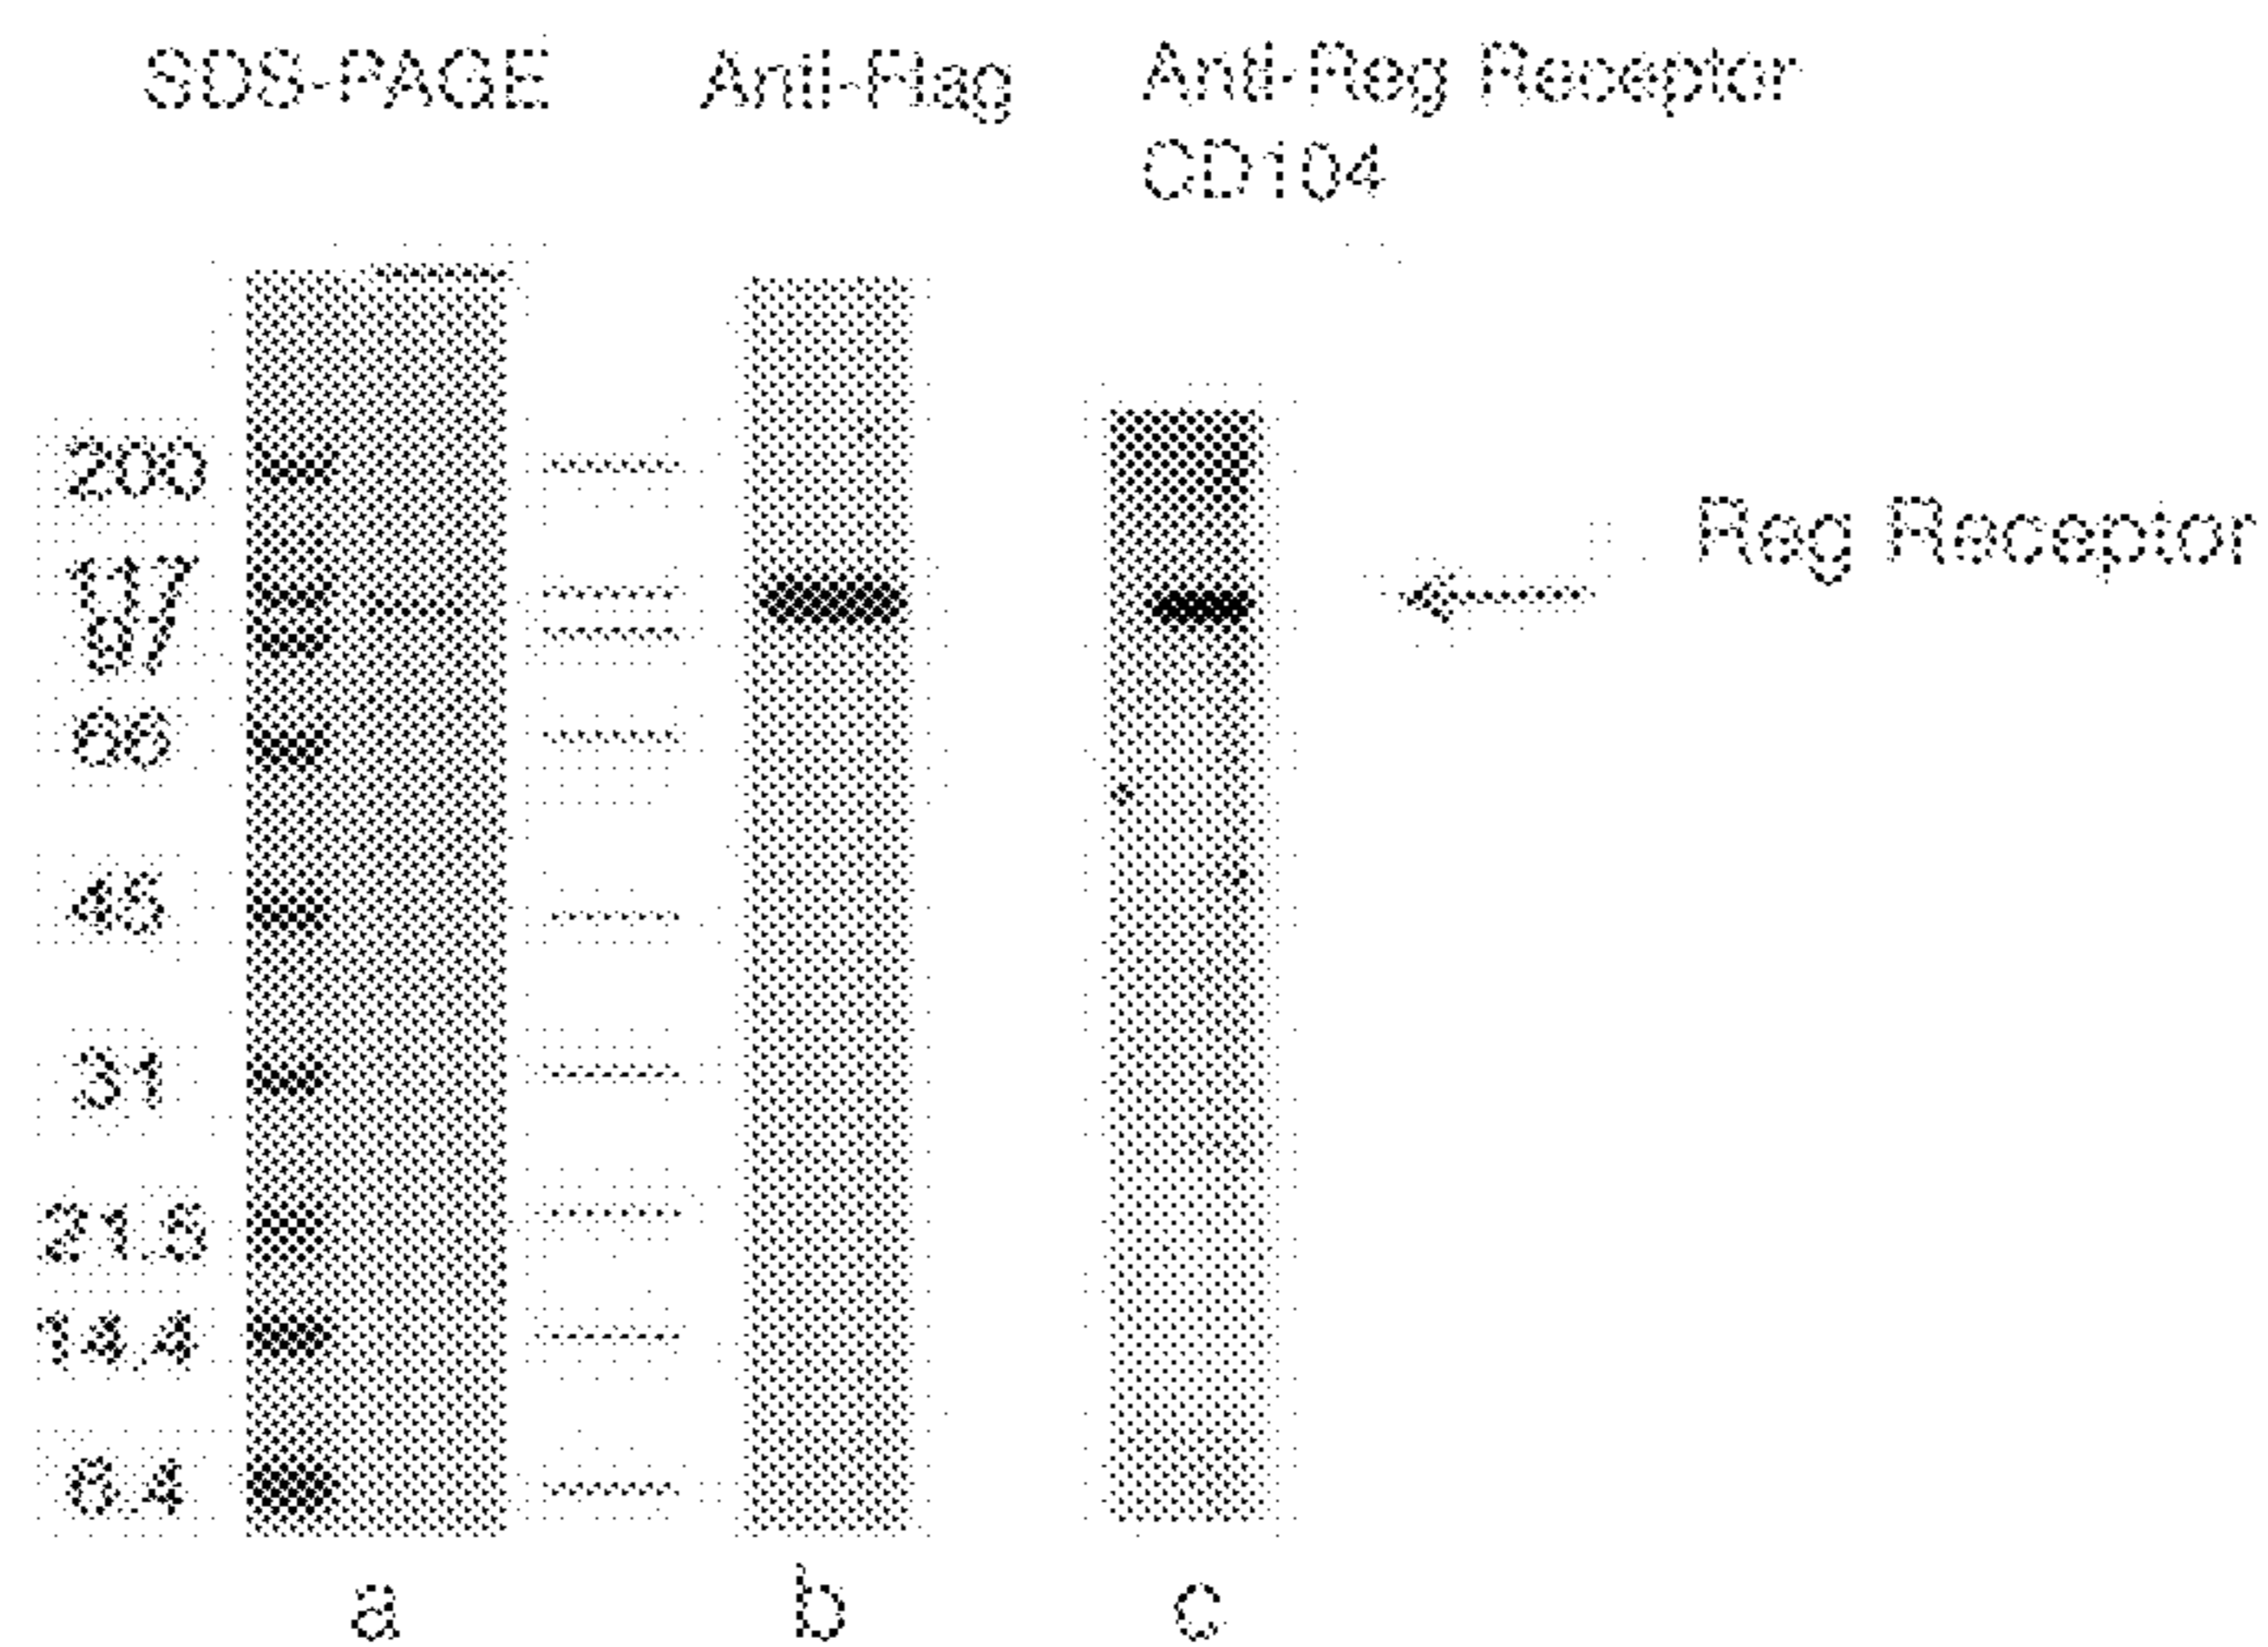 SDS-PAGE
Anti-Flag
Anti-Reg Receptor
CD104
200
117
97
66
45
31
21.5
14.4
6.4
Reg Receptor
a
b
c